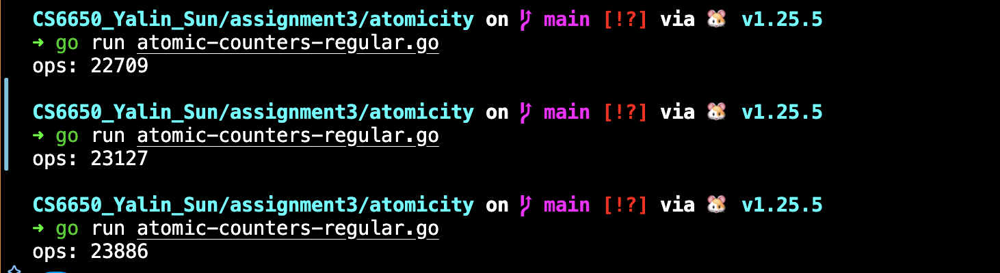 CS6650_Yalin_Sun/assignment3/atomicity on main [!?] via 🐹 v1.25.5
➜ go run atomic-counters-regular.go
ops: 22709
CS6650_Yalin_Sun/assignment3/atomicity on main [!?] via 🐹 v1.25.5
➜ go run atomic-counters-regular.go
ops: 23127
CS6650_Yalin_Sun/assignment3/atomicity on main [!?] via 🐹 v1.25.5
➜ go run atomic-counters-regular.go
ops: 23886